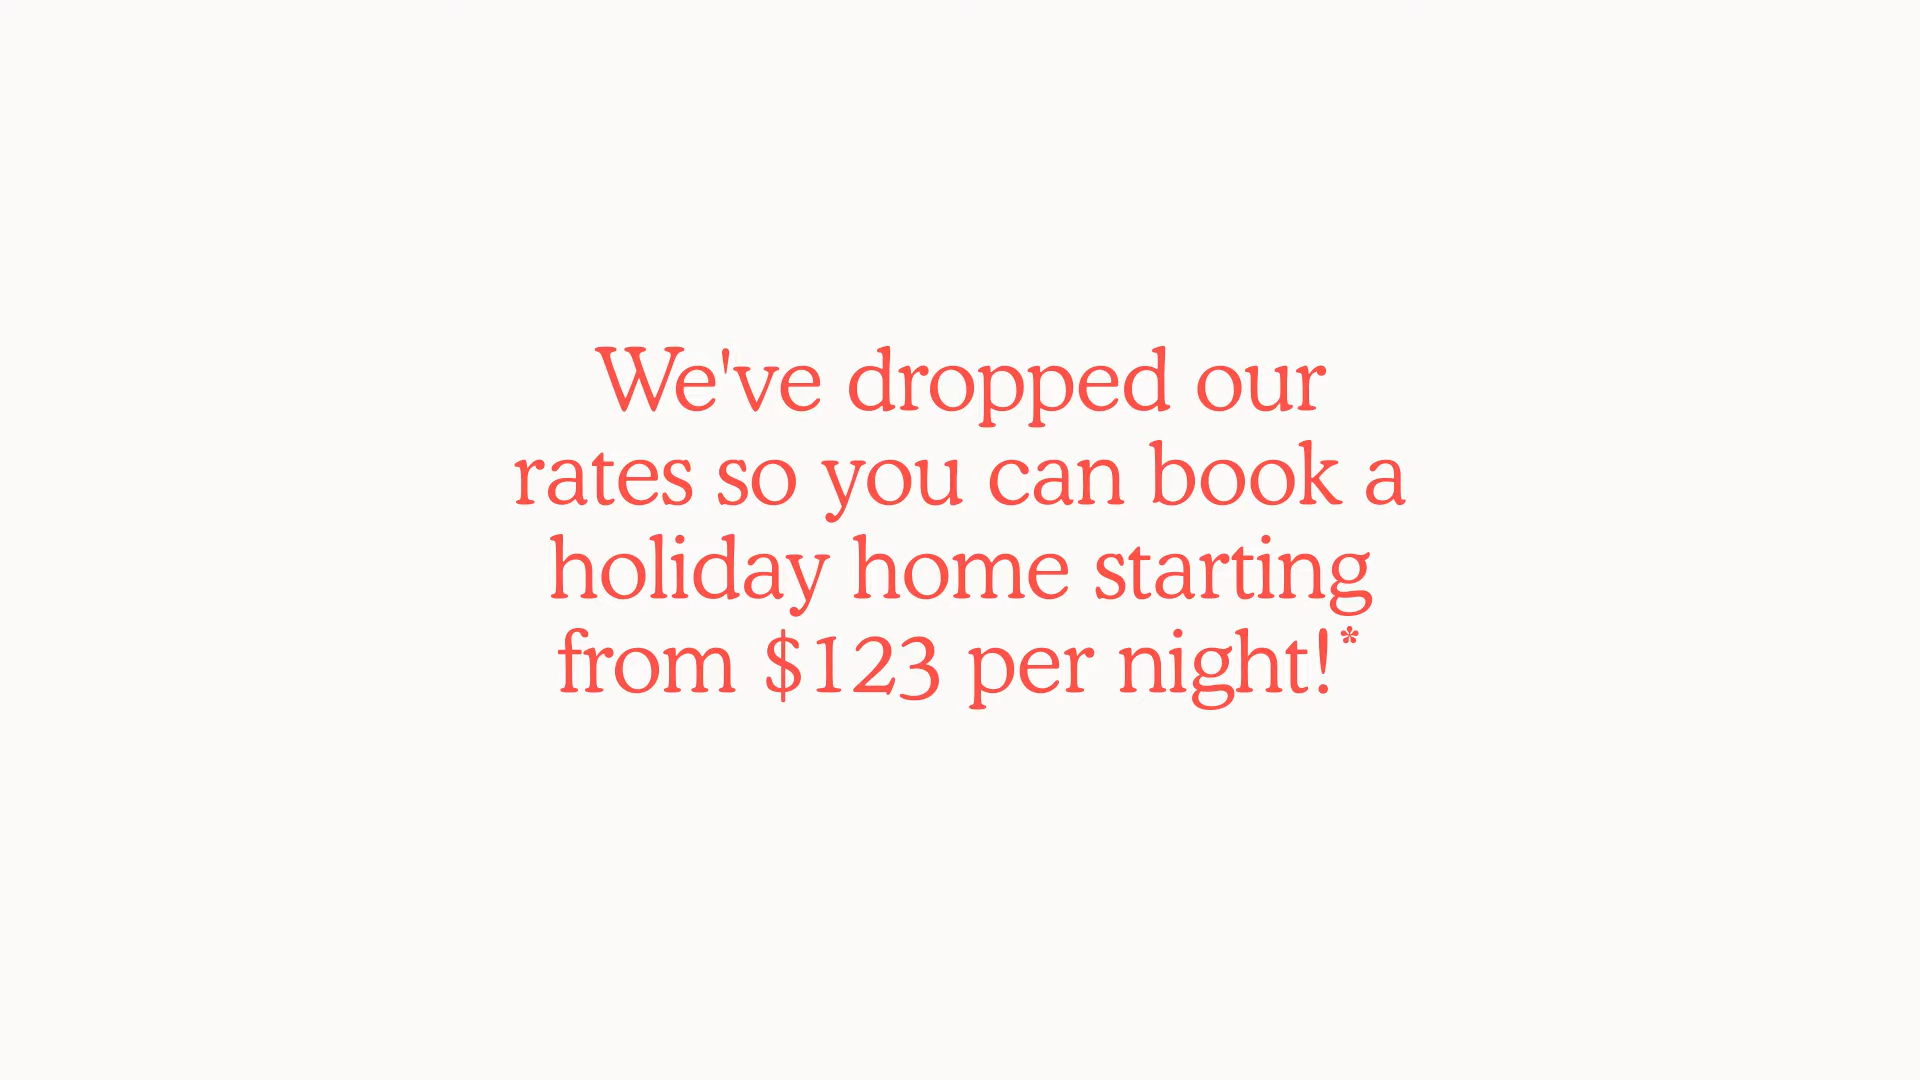 We've dropped our
rates so you can book a
holiday home starting
from $123 per night!*